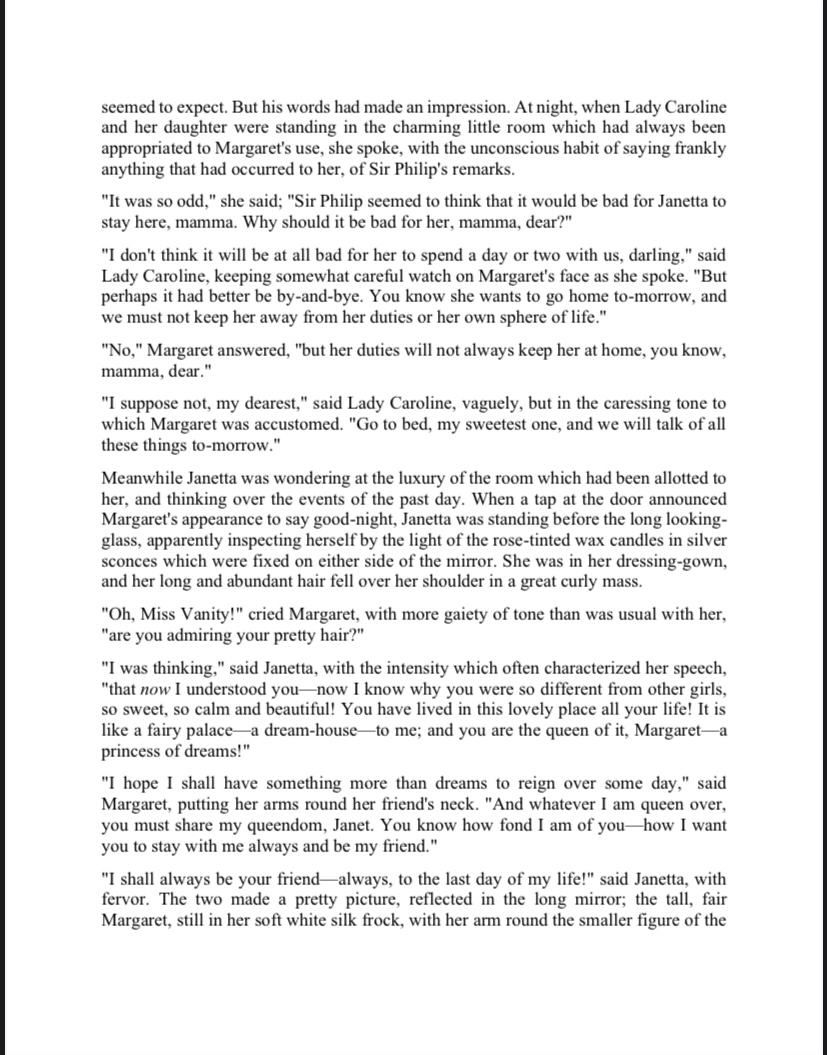 seemed to expect. But his words had made an impression. At night, when Lady Caroline
and her daughter were standing in the charming little room which had always been
appropriated to Margaret's use, she spoke, with the unconscious habit of saying frankly
anything that had occurred to her, of Sir Philip's remarks.
"It was so odd," she said; "Sir Philip seemed to think that it would be bad for Janetta to
stay here, mamma. Why should it be bad for her, mamma, dear?"
"I don't think it will be at all bad for her to spend a day or two with us, darling," said
Lady Caroline, keeping somewhat careful watch on Margaret's face as she spoke. "But
perhaps it had better be by-and-bye. You know she wants to go home to-morrow, and
we must not keep her away from her duties or her own sphere of life."
"No," Margaret answered, "but her duties will not always keep her at home, you know,
mamma, dear."
"I suppose not, my dearest," said Lady Caroline, vaguely, but in the caressing tone to
which Margaret was accustomed. "Go to bed, my sweetest one, and we will talk of all
these things to-morrow."
Meanwhile Janetta was wondering at the luxury of the room which had been allotted to
her, and thinking over the events of the past day. When a tap at the door announced
Margaret's appearance to say good-night, Janetta was standing before the long looking-
glass, apparently inspecting herself by the light of the rose-tinted wax candles in silver
sconces which were fixed on either side of the mirror. She was in her dressing-gown,
and her long and abundant hair fell over her shoulder in a great curly mass.
"Oh, Miss Vanity!" cried Margaret, with more gaiety of tone than was usual with her,
"are you admiring your pretty hair?"
"I was thinking," said Janetta, with the intensity which often characterized her speech,
"that now I understood you—now I know why you were so different from other girls,
so sweet, so calm and beautiful! You have lived in this lovely place all your life! It is
like a fairy palace—a dream-house—to me; and you are the queen of it, Margaret—a
princess of dreams!"
"I hope I shall have something more than dreams to reign over some day," said
Margaret, putting her arms round her friend's neck. "And whatever I am queen over,
you must share my queendom, Janet. You know how fond I am of you—how I want
you to stay with me always and be my friend."
"I shall always be your friend—always, to the last day of my life!" said Janetta, with
fervor. The two made a pretty picture, reflected in the long mirror; the tall, fair
Margaret, still in her soft white silk frock, with her arm round the smaller figure of the